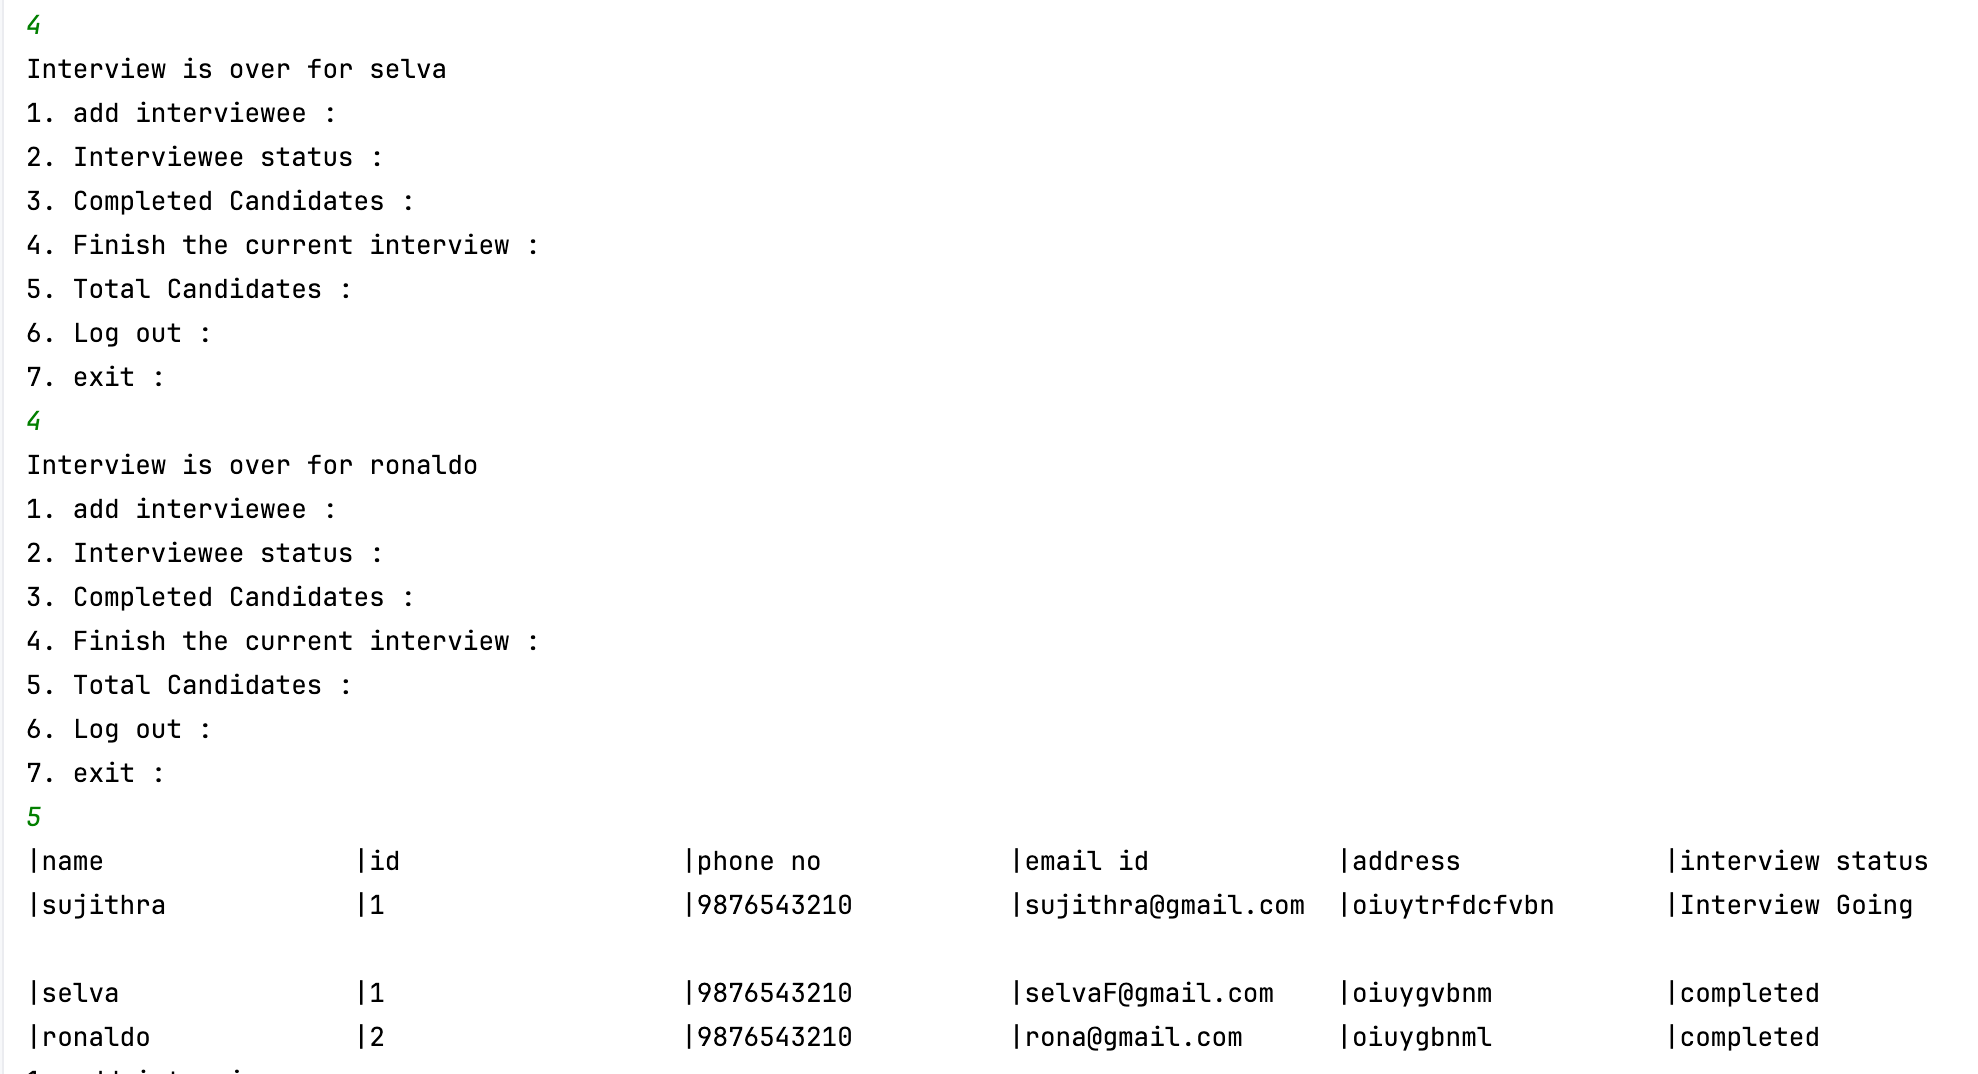 4
Interview is over for selva
1. add interviewee :
2. Interviewee status :
3. Completed Candidates :
4. Finish the current interview :
5. Total Candidates :
6. Log out :
7. exit :
4
Interview is over for ronaldo
1. add interviewee :
2. Interviewee status :
3. Completed Candidates :
4. Finish the current interview :
5. Total Candidates :
6. Log out :
7. exit :
5
|name |id |phone no |email id |address |interview status
|sujithra |1 |9876543210 |sujithra@gmail.com |oiuytrfdcfvbn |Interview Going
|selva |1 |9876543210 |selvaF@gmail.com |oiuygvbnm |completed
|ronaldo |2 |9876543210 |rona@gmail.com |oiuygbnml |completed